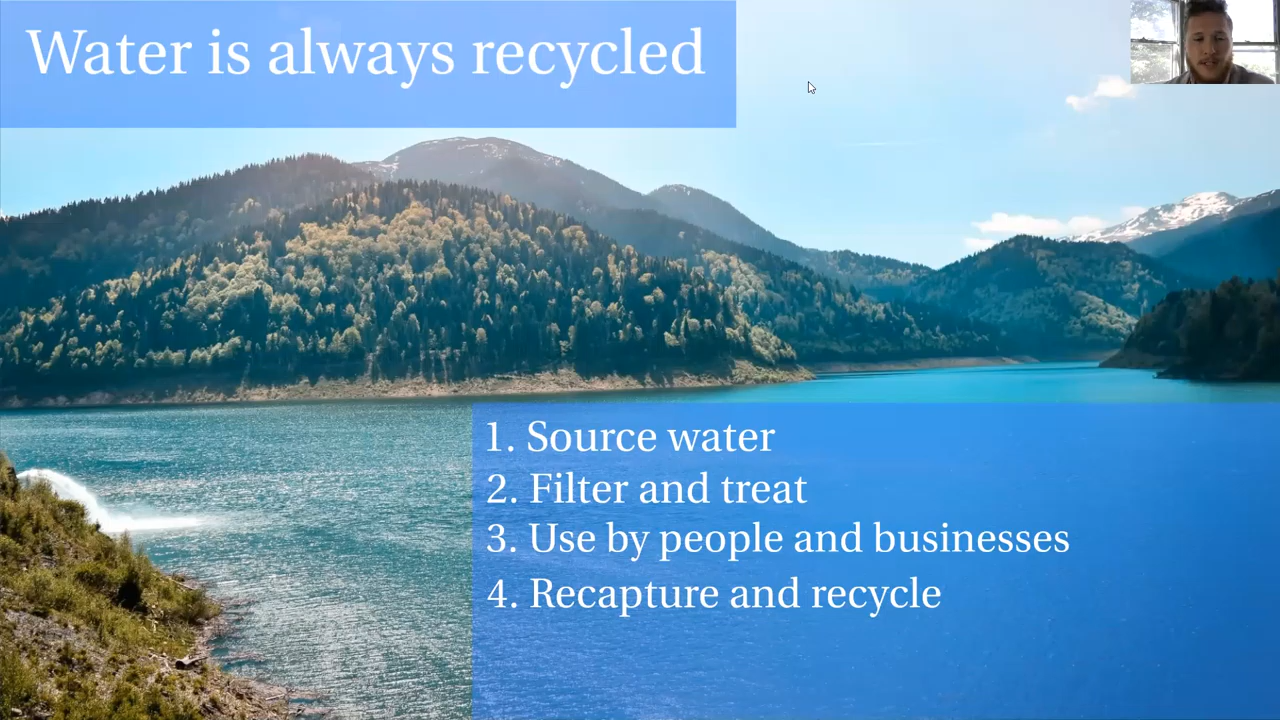 Water is always recycled
1. Source water
2. Filter and treat
3. Use by people and businesses
4. Recapture and recycle